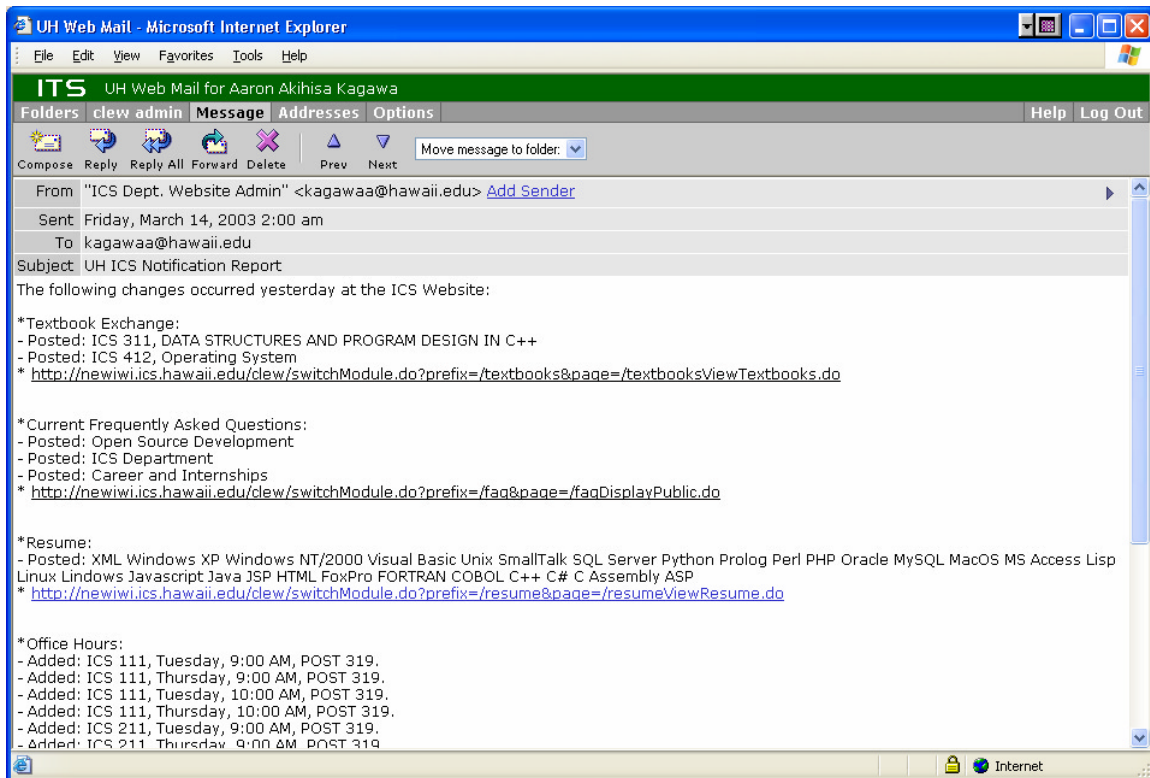 UH Web Mail - Microsoft Internet Explorer
File Edit View Favorites Tools Help
ITS UH Web Mail for Aaron Akihisa Kagawa
Folders clew admin Message Addresses Options Help Log Out
Compose Reply Reply All Forward Delete Prev Next Move message to folder:
From "ICS Dept. Website Admin" <kagawaa@hawaii.edu> Add Sender
Sent Friday, March 14, 2003 2:00 am
To kagawaa@hawaii.edu
Subject UH ICS Notification Report
The following changes occurred yesterday at the ICS Website:
*Textbook Exchange:
- Posted: ICS 311, DATA STRUCTURES AND PROGRAM DESIGN IN C++
- Posted: ICS 412, Operating System
* http://newiwi.ics.hawaii.edu/clew/switchModule.do?prefix=/textbooks&page=/textbooksViewTextbooks.do
*Current Frequently Asked Questions:
- Posted: Open Source Development
- Posted: ICS Department
- Posted: Career and Internships
* http://newiwi.ics.hawaii.edu/clew/switchModule.do?prefix=/faq&page=/faqDisplayPublic.do
*Resume:
- Posted: XML Windows XP Windows NT/2000 Visual Basic Unix SmallTalk SQL Server Python Prolog Perl PHP Oracle MySQL MacOS MS Access Lisp
Linux Lindows Javascript Java JSP HTML FoxPro FORTRAN COBOL C++ C# C Assembly ASP
* http://newiwi.ics.hawaii.edu/clew/switchModule.do?prefix=/resume&page=/resumeViewResume.do
*Office Hours:
- Added: ICS 111, Tuesday, 9:00 AM, POST 319.
- Added: ICS 111, Thursday, 9:00 AM, POST 319.
- Added: ICS 111, Tuesday, 10:00 AM, POST 319.
- Added: ICS 111, Thursday, 10:00 AM, POST 319.
- Added: ICS 211, Tuesday, 9:00 AM, POST 319.
- Added: ICS 211, Thursday, 9:00 AM, POST 319
Internet